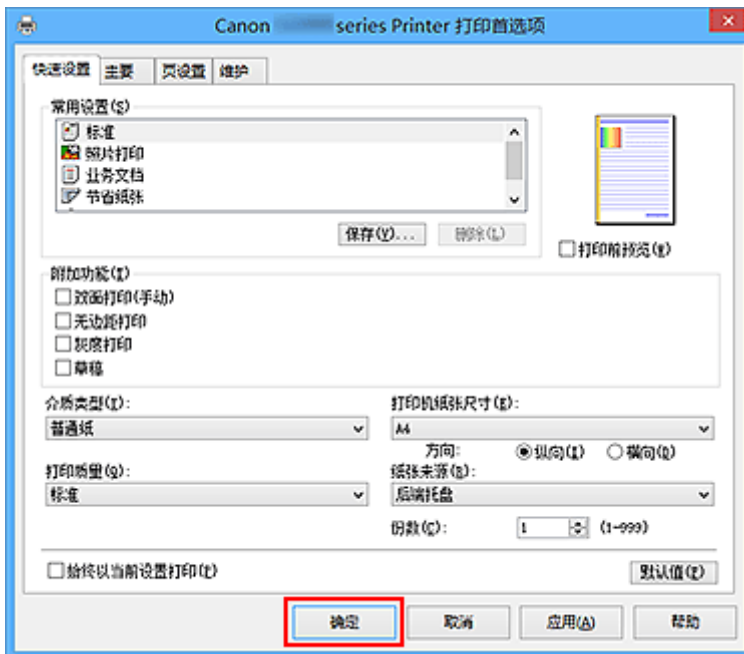 Canon series Printer 打印首选项
快速设置 主要 页设置 维护
常用设置(S)
标准
照片打印
业务文档
节省纸张
保存(V)... 删除(L)
打印前预览(W)
附加功能(I)
双面打印(手动)
无边距打印
灰度打印
草稿
介质类型(I): 打印机纸张尺寸(E):
普通纸 A4
方向: 纵向(I) 横向(D)
打印质量(Q): 纸张来源(R):
标准 后端托盘
份数(C): 1 (1-999)
始终以当前设置打印(P) 默认值(F)
确定 取消 应用(A) 帮助